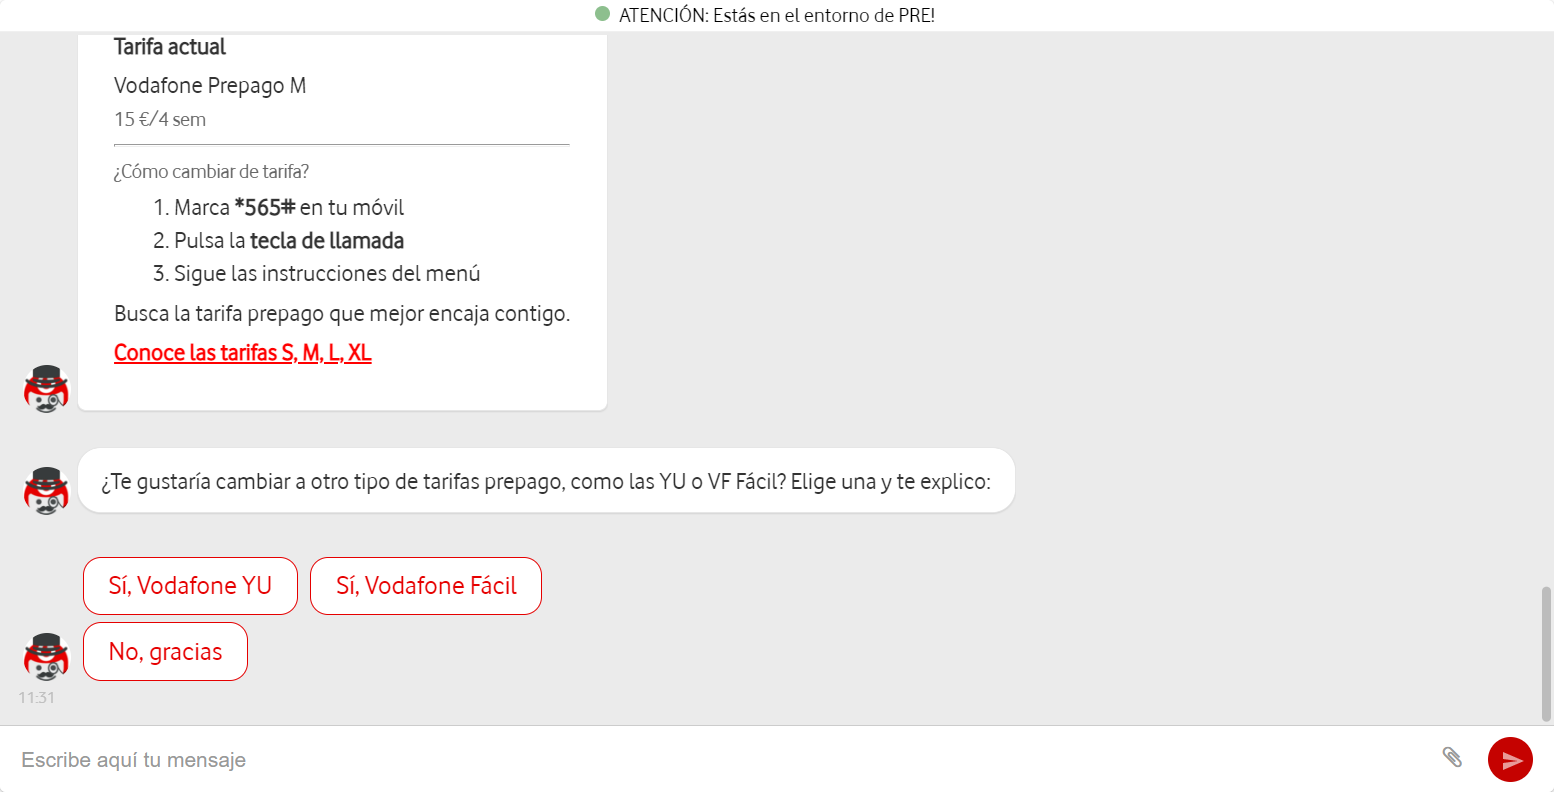 ATENCIÓN: Estás en el entorno de PRE!
Tarifa actual
Vodafone Prepago M
15 €/4 sem
¿Cómo cambiar de tarifa?
1. Marca *565# en tu móvil
2. Pulsa la tecla de llamada
3. Sigue las instrucciones del menú
Busca la tarifa prepago que mejor encaja contigo.
Conoce las tarifas S, M, L, XL
¿Te gustaría cambiar a otro tipo de tarifas prepago, como las YU o VF Fácil? Elige una y te explico:
Sí, Vodafone YU
Sí, Vodafone Fácil
No, gracias
11:31
Escribe aquí tu mensaje